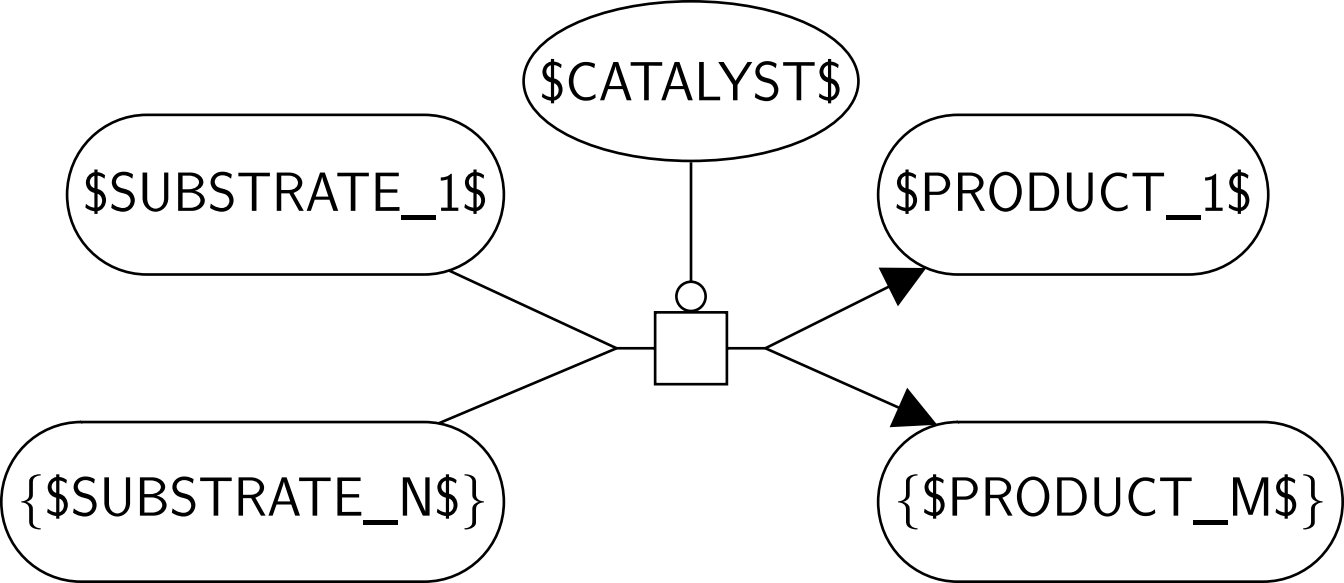 $CATALYST$
$SUBSTRATE_1$
$PRODUCT_1$
{$SUBSTRATE_N$}
{$PRODUCT_M$}